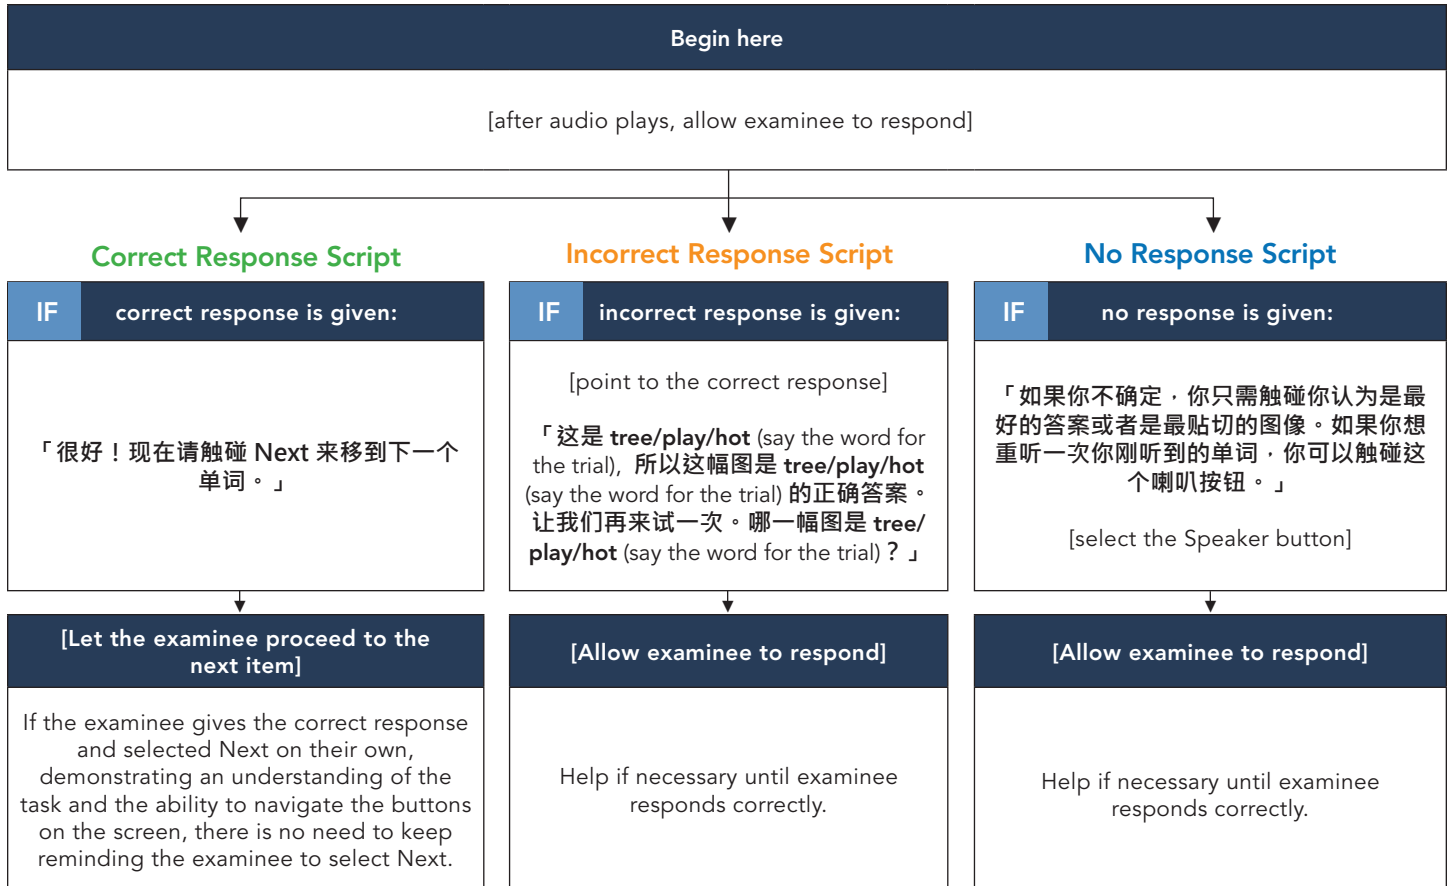 Begin here
[after audio plays, allow examinee to respond]
Correct Response Script
IF
correct response is given:
「很好！现在请触碰 Next 来移到下一个
单词。」
[Let the examinee proceed to the
next item]
If the examinee gives the correct response
and selected Next on their own,
demonstrating an understanding of the
task and the ability to navigate the buttons
on the screen, there is no need to keep
reminding the examinee to select Next.
Incorrect Response Script
IF
incorrect response is given:
[point to the correct response]
「这是 tree/play/hot (say the word for
the trial), 所以这幅图是 tree/play/hot
(say the word for the trial) 的正确答案。
让我们再来试一次。哪一幅图是 tree/
play/hot (say the word for the trial)？」
[Allow examinee to respond]
Help if necessary until examinee
responds correctly.
No Response Script
IF
no response is given:
「如果你不确定，你只需触碰你认为是最
好的答案或者是最贴切的图像。如果你想
重听一次你刚听到的单词，你可以触碰这
个喇叭按钮。」
[select the Speaker button]
[Allow examinee to respond]
Help if necessary until examinee
responds correctly.